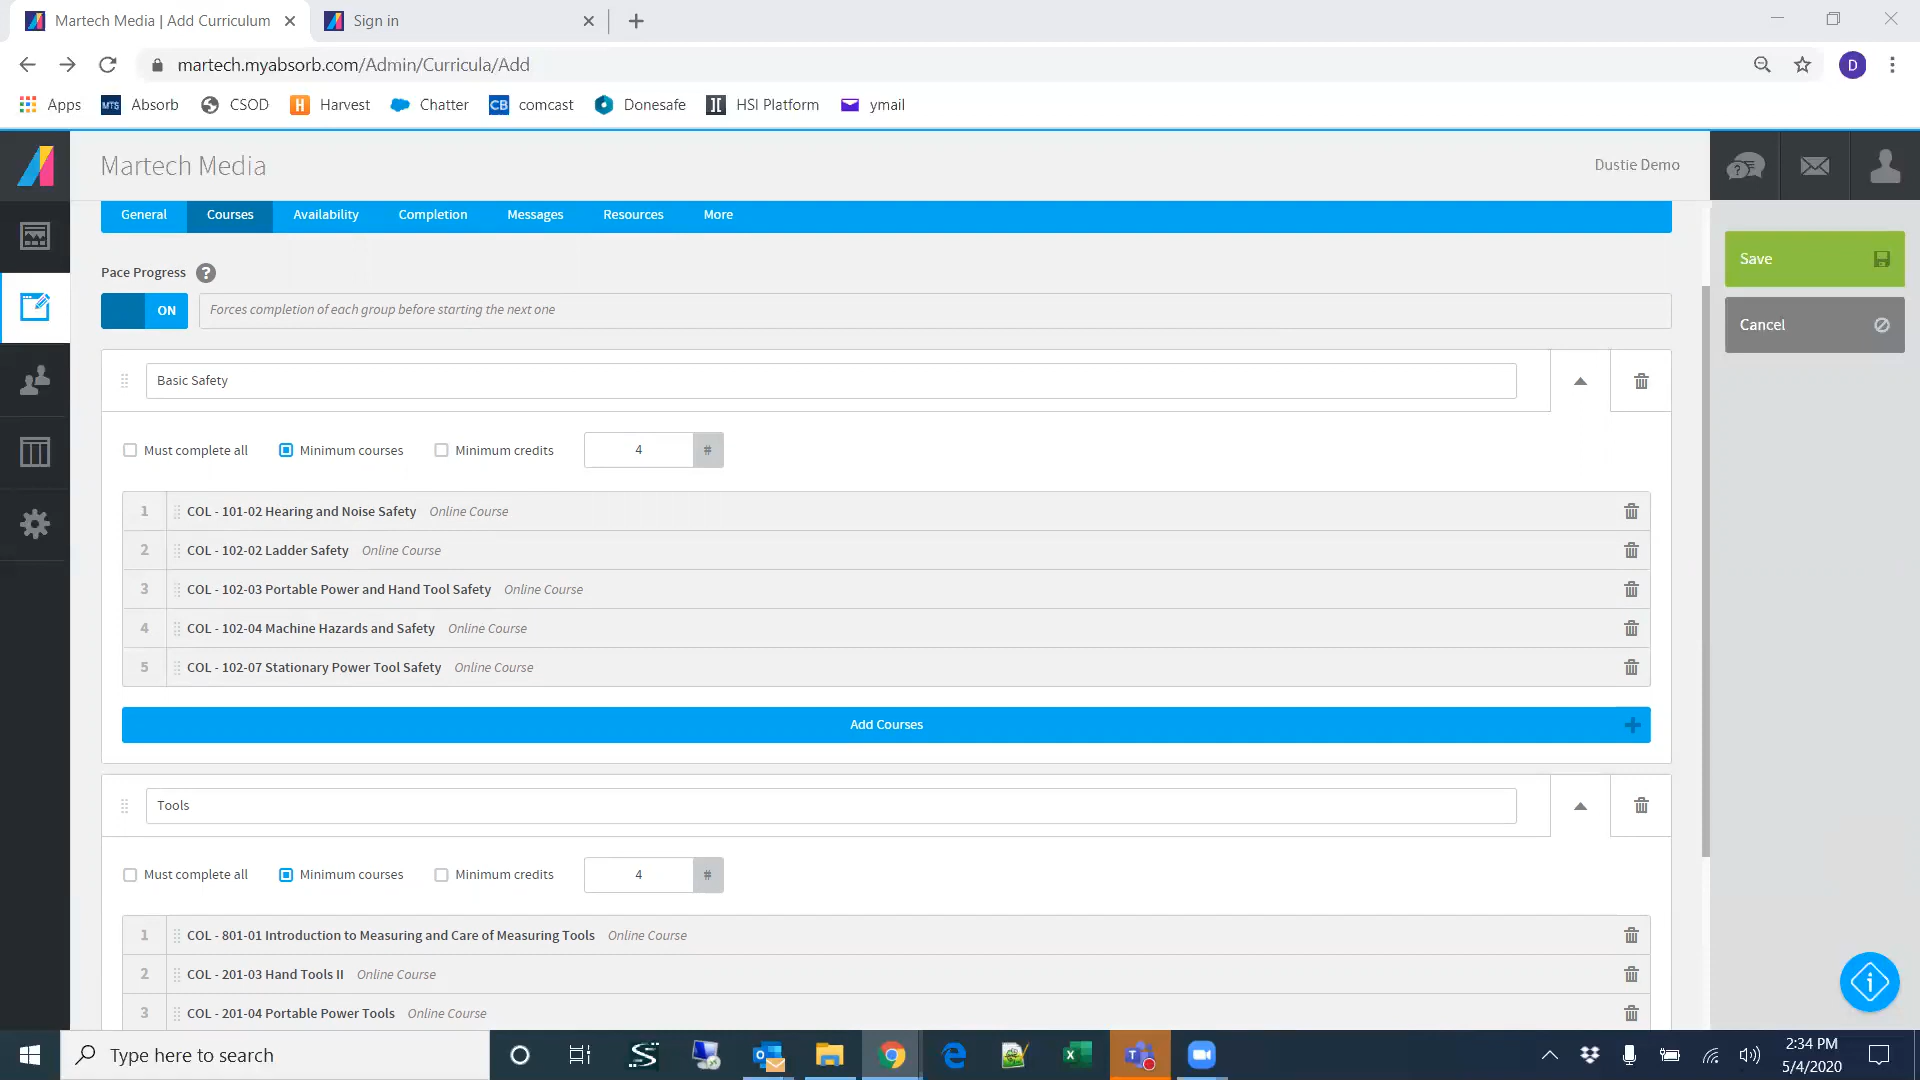 Martech Media | Add Curriculum
Sign in
martech.myabsorb.com/Admin/Curricula/Add
D
Apps
MTS Absorb
CSOD
H Harvest
Chatter
CB comcast
Donesafe
HSI Platform
ymail
Martech Media
Dustie Demo
General
Courses
Availability
Completion
Messages
Resources
More
Save
Cancel
Pace Progress ?
ON
Forces completion of each group before starting the next one
Basic Safety
Must complete all
Minimum courses
Minimum credits
4 #
1 COL - 101-02 Hearing and Noise Safety Online Course
2 COL - 102-02 Ladder Safety Online Course
3 COL - 102-03 Portable Power and Hand Tool Safety Online Course
4 COL - 102-04 Machine Hazards and Safety Online Course
5 COL - 102-07 Stationary Power Tool Safety Online Course
Add Courses
Tools
Must complete all
Minimum courses
Minimum credits
4 #
1 COL - 801-01 Introduction to Measuring and Care of Measuring Tools Online Course
2 COL - 201-03 Hand Tools II Online Course
3 COL - 201-04 Portable Power Tools Online Course
Type here to search
2:34 PM
5/4/2020